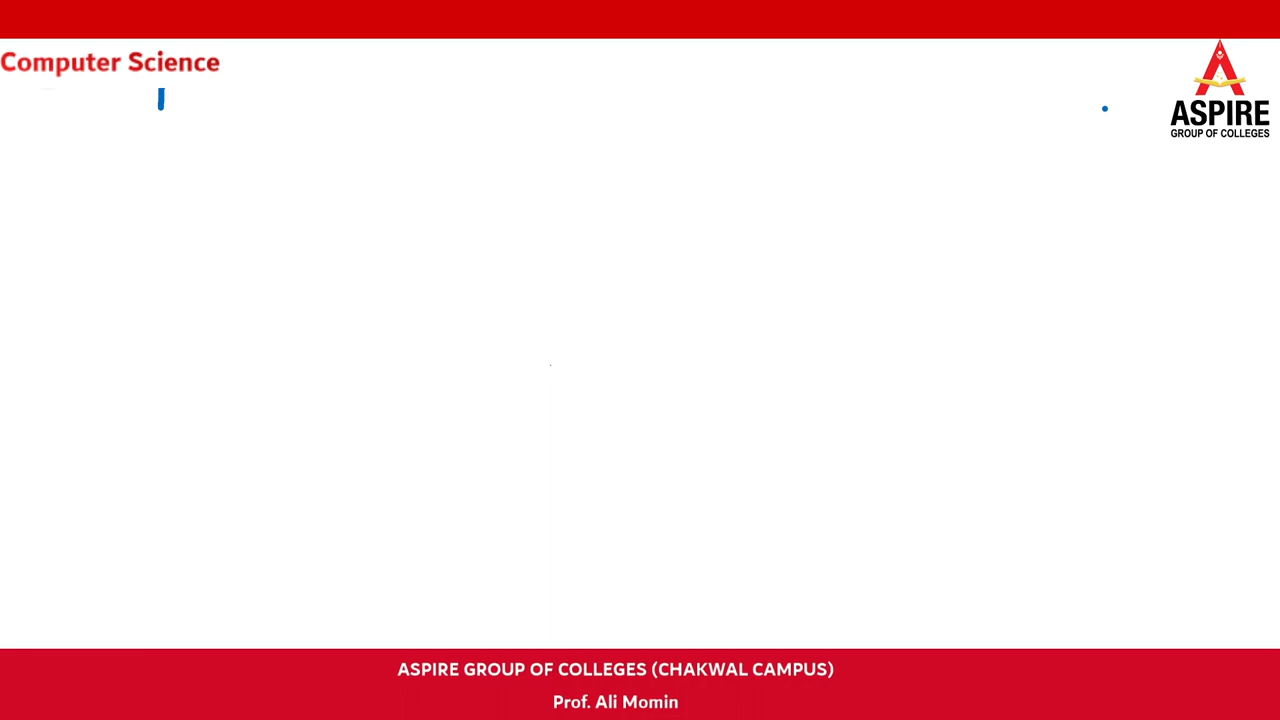 Computer Science
ASPIRE
GROUP OF COLLEGES
ASPIRE GROUP OF COLLEGES (CHAKWAL CAMPUS)
Prof. Ali Momin